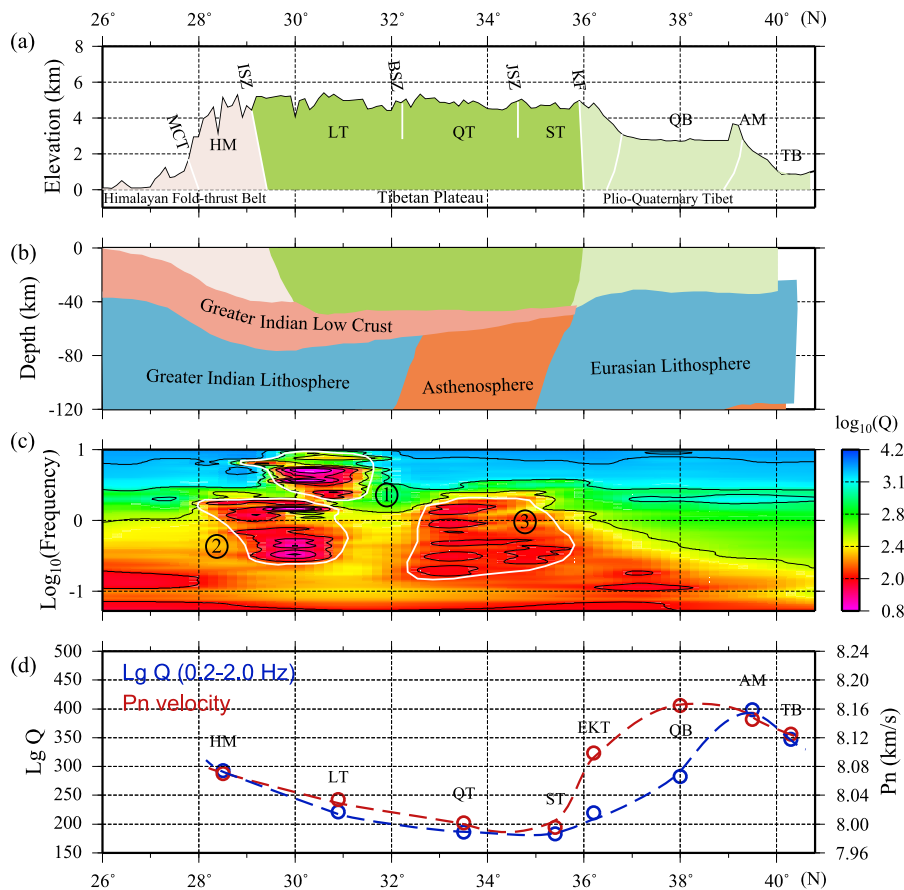 26° 28° 30° 32° 34° 36° 38° 40° (N)
(a)
8
6
4
2
0
Elevation (km)
MCT HM ISZ LT BSZ QT JSZ ST KF QB AM TB
Himalayan Fold-thrust Belt Tibetan Plateau Plio-Quaternary Tibet
(b)
0
-40
-80
-120
Depth (km)
Greater Indian Low Crust
Greater Indian Lithosphere
Asthenosphere
Eurasian Lithosphere
(c)
1
0
-1
Log10(Frequency)
1
2
3
log10(Q)
4.2
3.6
3.2
2.8
2.4
2.0
0.8
(d)
500
450
400
350
300
250
200
150
Lg Q
Lg Q (0.2-2.0 Hz)
Pn velocity
HM LT QT ST EKT QB AM TB
8.24
8.20
8.16
8.12
8.08
8.04
8.00
7.96
Pn (km/s)
26° 28° 30° 32° 34° 36° 38° 40° (N)